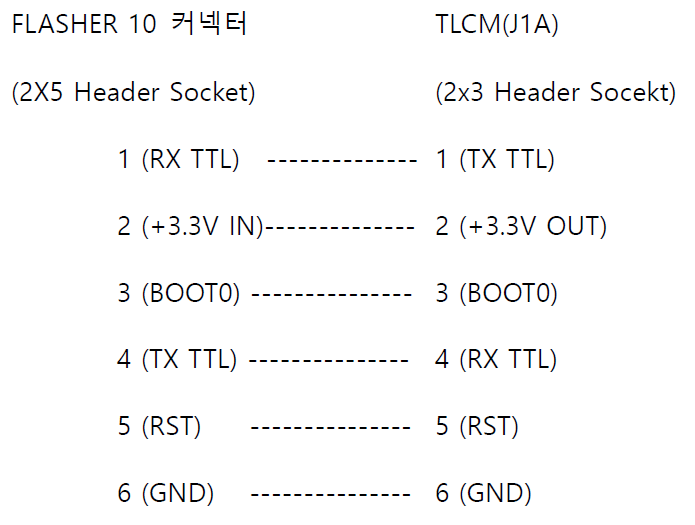 FLASHER 10 커넥터 TLCM(J1A)
(2X5 Header Socket) (2x3 Header Socekt)
1 (RX TTL) -------------- 1 (TX TTL)
2 (+3.3V IN)-------------- 2 (+3.3V OUT)
3 (BOOT0) --------------- 3 (BOOT0)
4 (TX TTL) --------------- 4 (RX TTL)
5 (RST) --------------- 5 (RST)
6 (GND) --------------- 6 (GND)